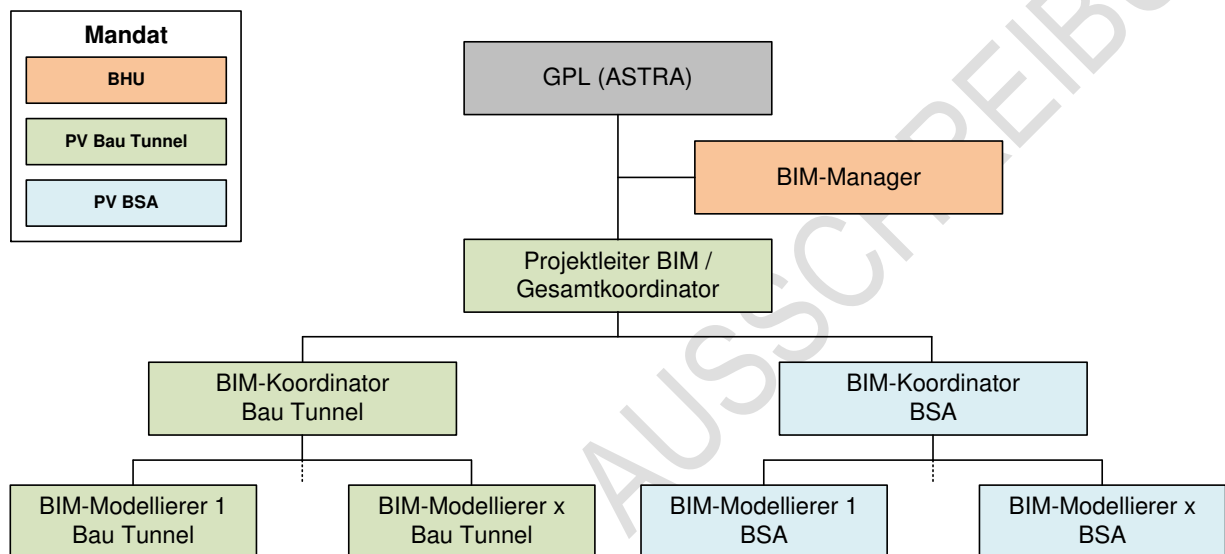 Mandat
BHU
PV Bau Tunnel
PV BSA
GPL (ASTRA)
BIM-Manager
Projektleiter BIM /
Gesamtkoordinator
BIM-Koordinator
Bau Tunnel
BIM-Koordinator
BSA
BIM-Modellierer 1
Bau Tunnel
BIM-Modellierer x
Bau Tunnel
BIM-Modellierer 1
BSA
BIM-Modellierer x
BSA
AUSSCHREIBU